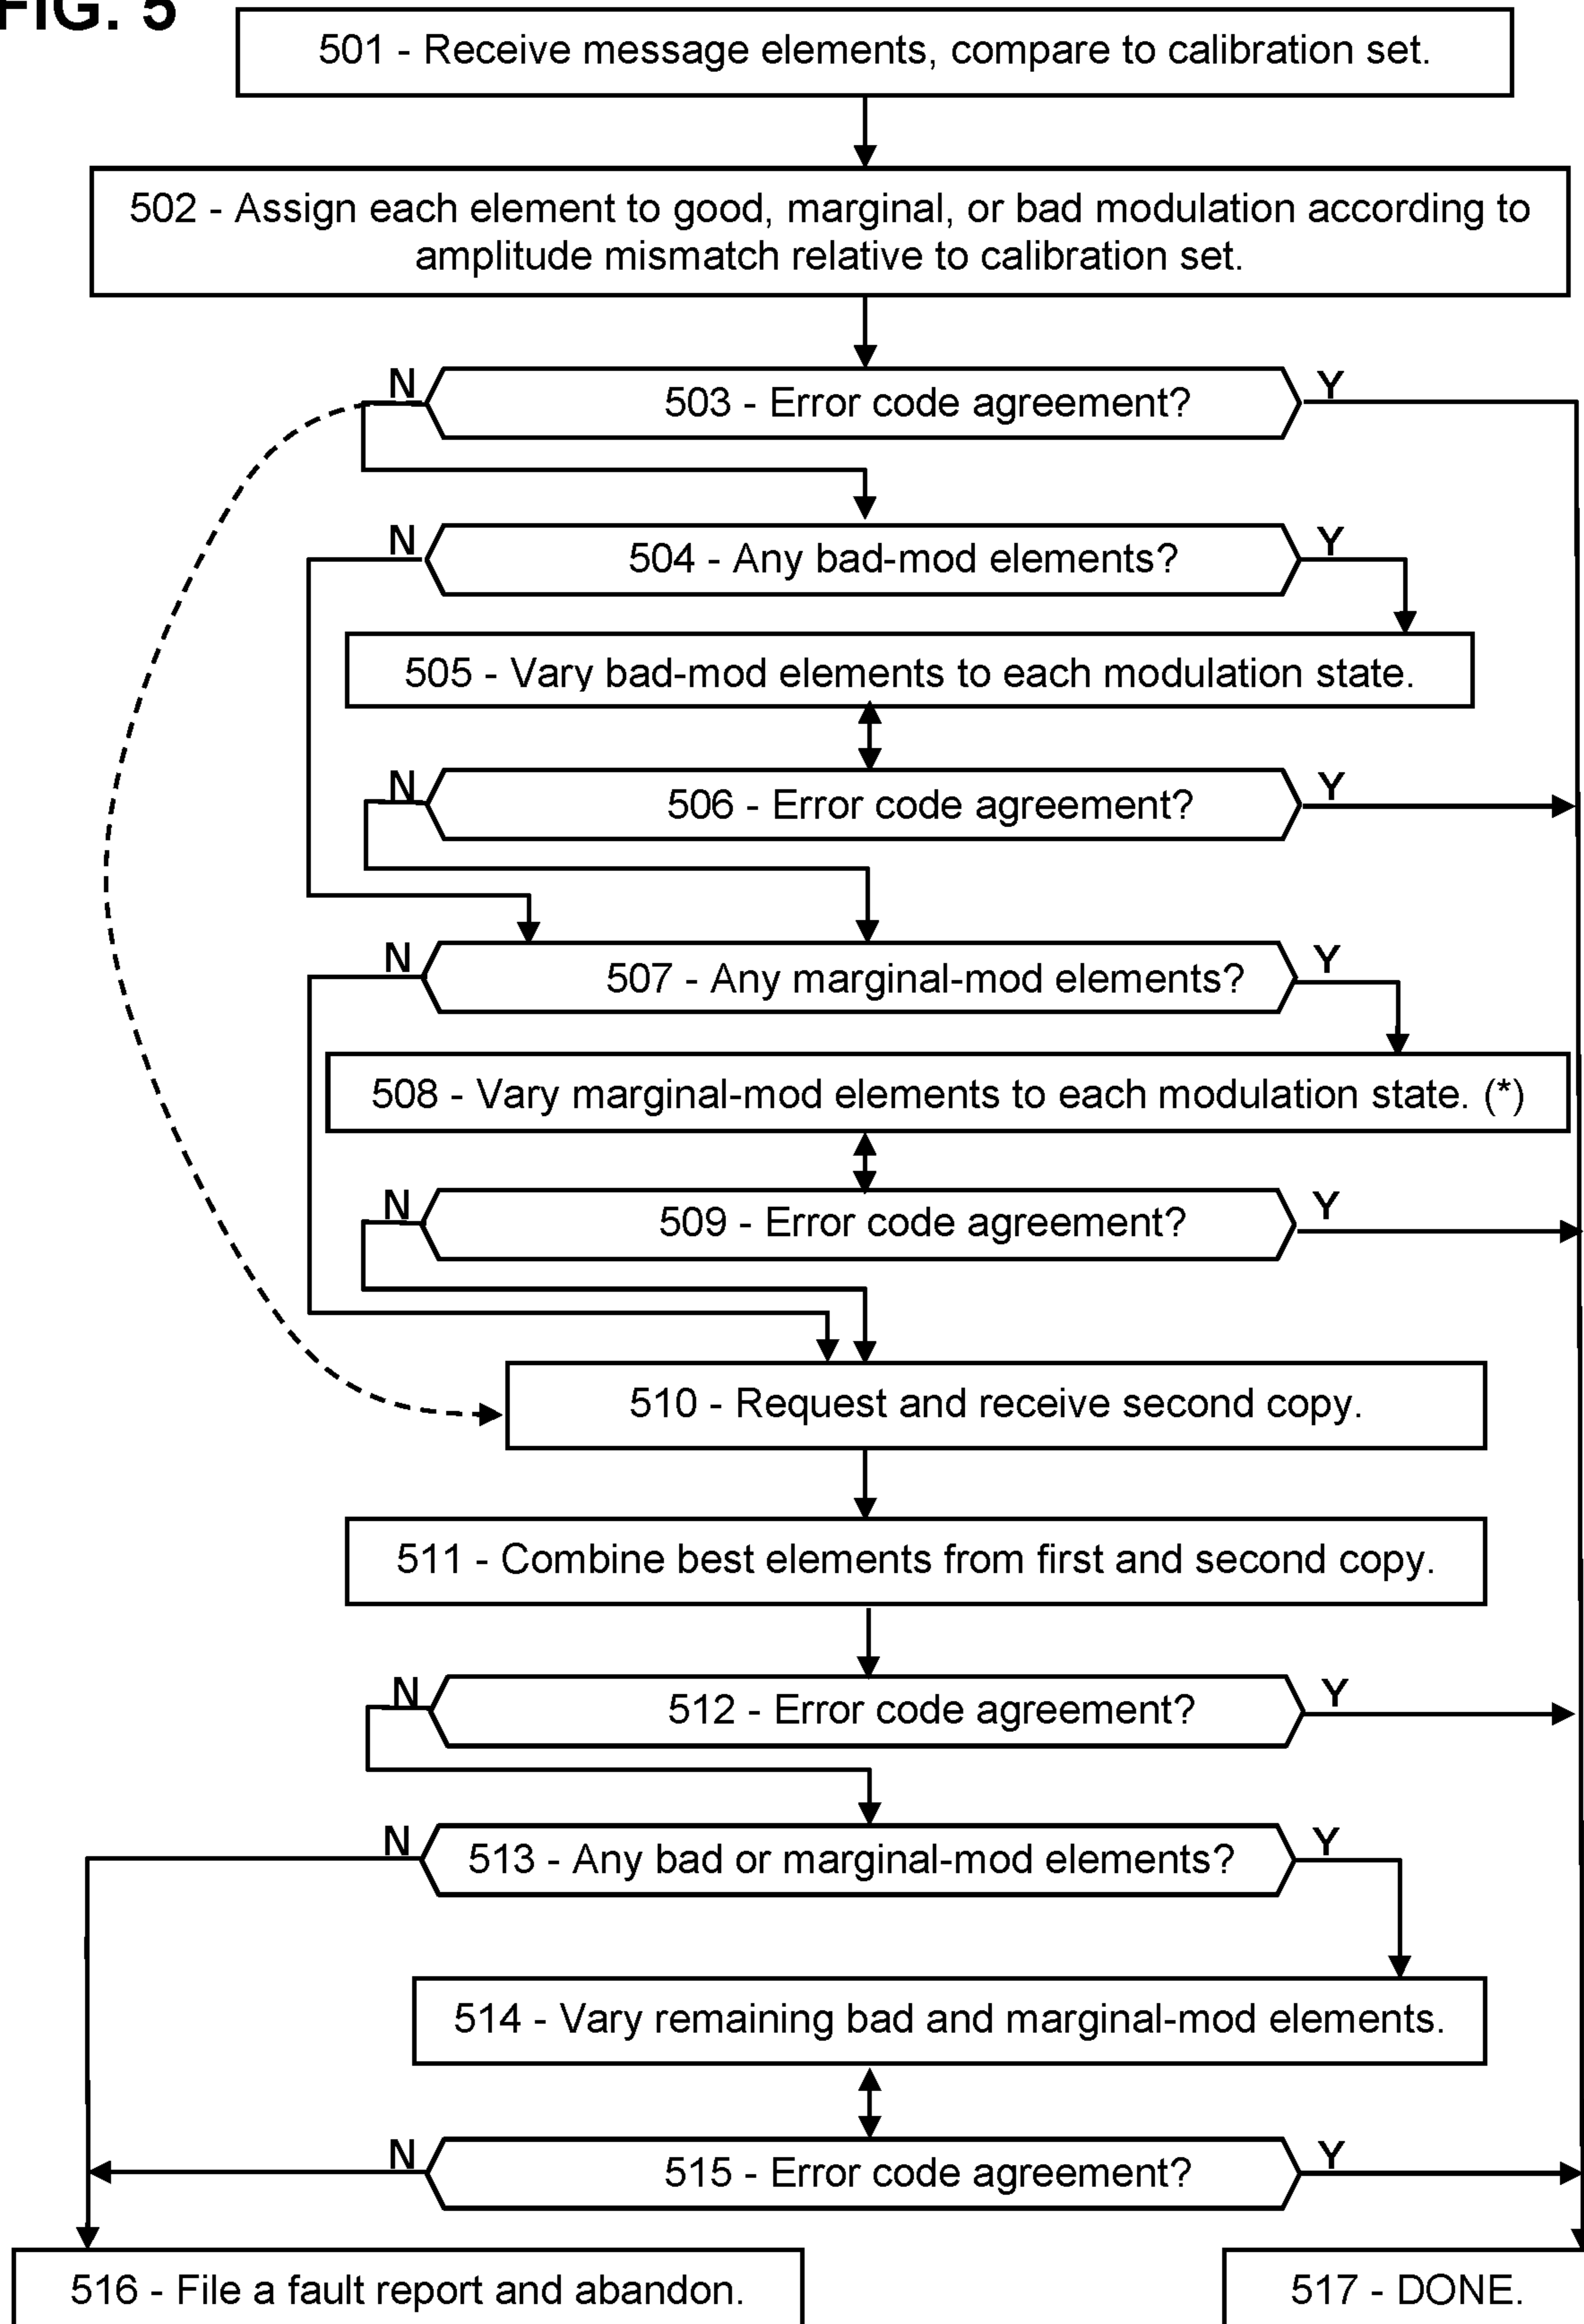 FIG. 5
501 - Receive message elements, compare to calibration set.
502 - Assign each element to good, marginal, or bad modulation according to
amplitude mismatch relative to calibration set.
N
503 - Error code agreement?
Y
N
504 - Any bad-mod elements?
Y
505 - Vary bad-mod elements to each modulation state.
N
506 - Error code agreement?
Y
N
507 - Any marginal-mod elements?
Y
508 - Vary marginal-mod elements to each modulation state. (*)
N
509 - Error code agreement?
Y
510 - Request and receive second copy.
511 - Combine best elements from first and second copy.
N
512 - Error code agreement?
Y
N
513 - Any bad or marginal-mod elements?
Y
514 - Vary remaining bad and marginal-mod elements.
N
515 - Error code agreement?
Y
516 - File a fault report and abandon.
517 - DONE.